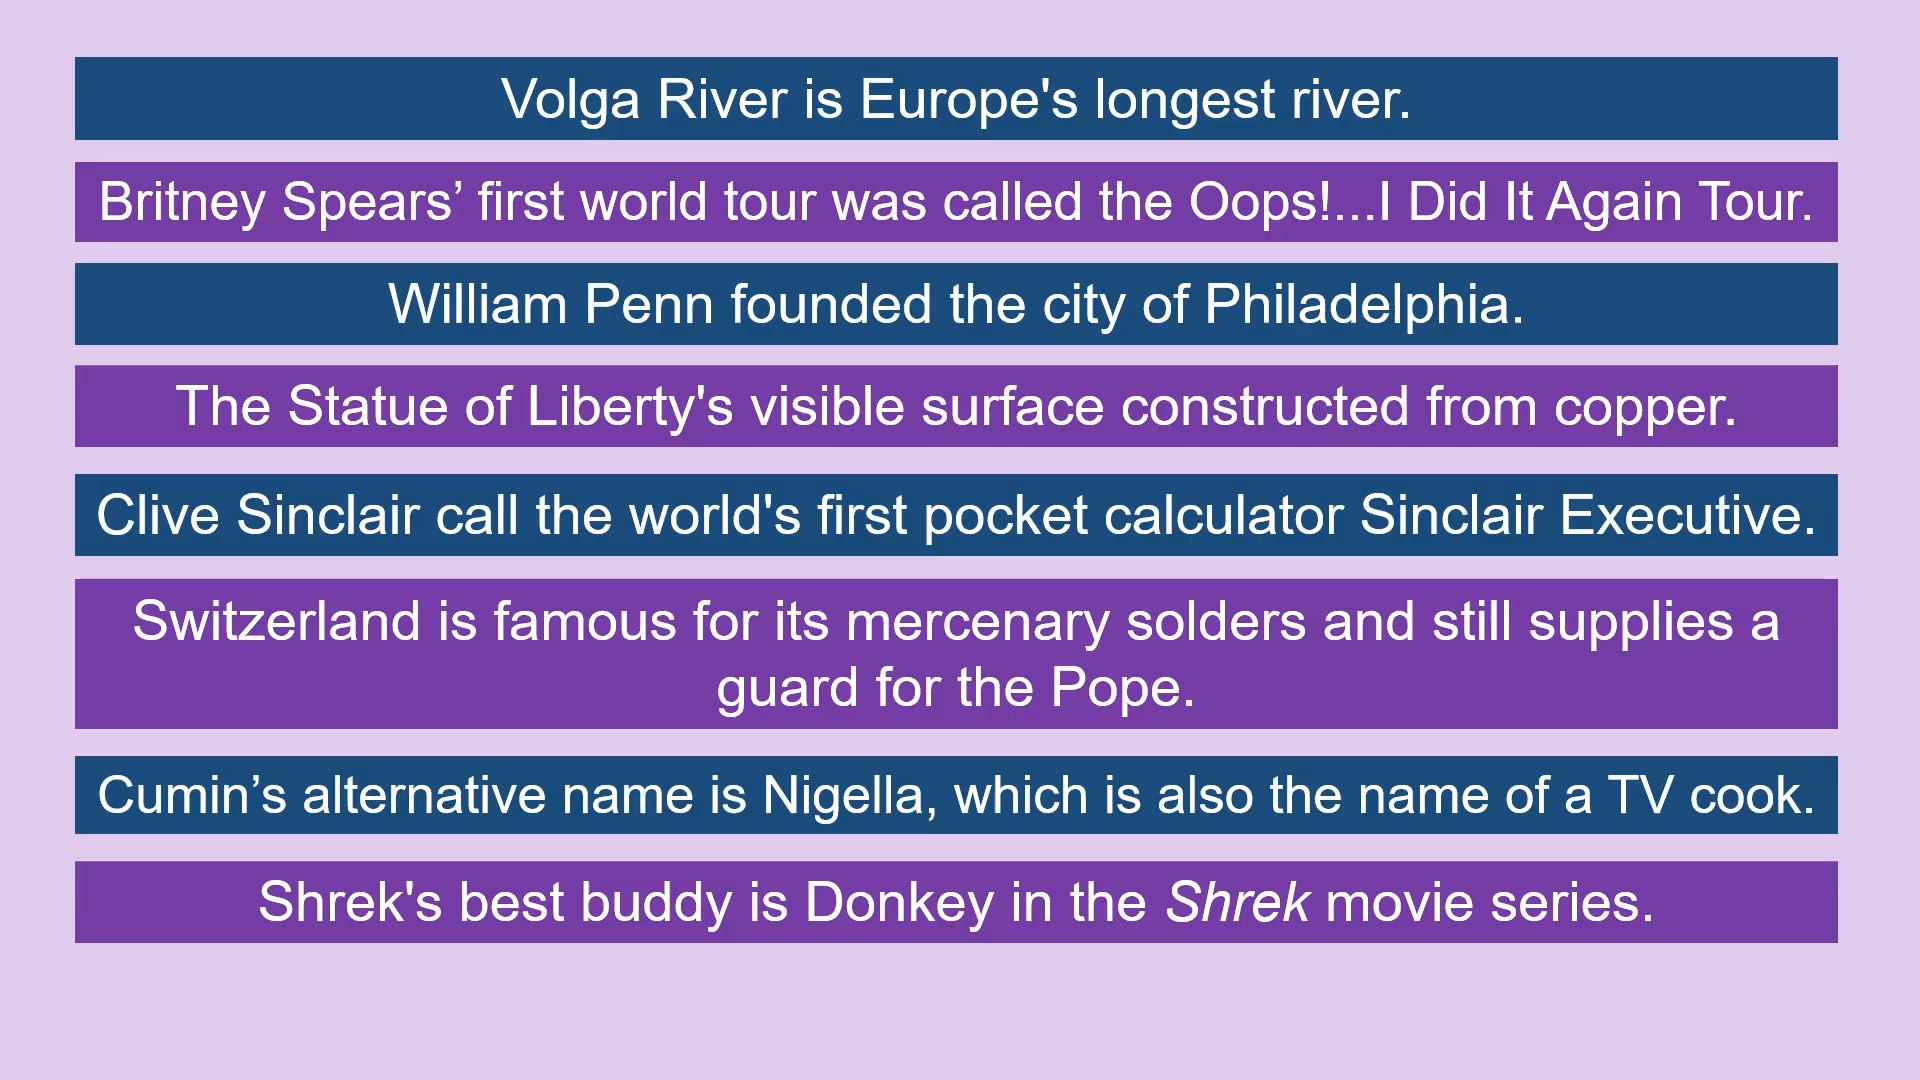 Volga River is Europe's longest river.
Britney Spears’ first world tour was called the Oops!...I Did It Again Tour.
William Penn founded the city of Philadelphia.
The Statue of Liberty's visible surface constructed from copper.
Clive Sinclair call the world's first pocket calculator Sinclair Executive.
Switzerland is famous for its mercenary solders and still supplies a
guard for the Pope.
Cumin’s alternative name is Nigella, which is also the name of a TV cook.
Shrek's best buddy is Donkey in the Shrek movie series.